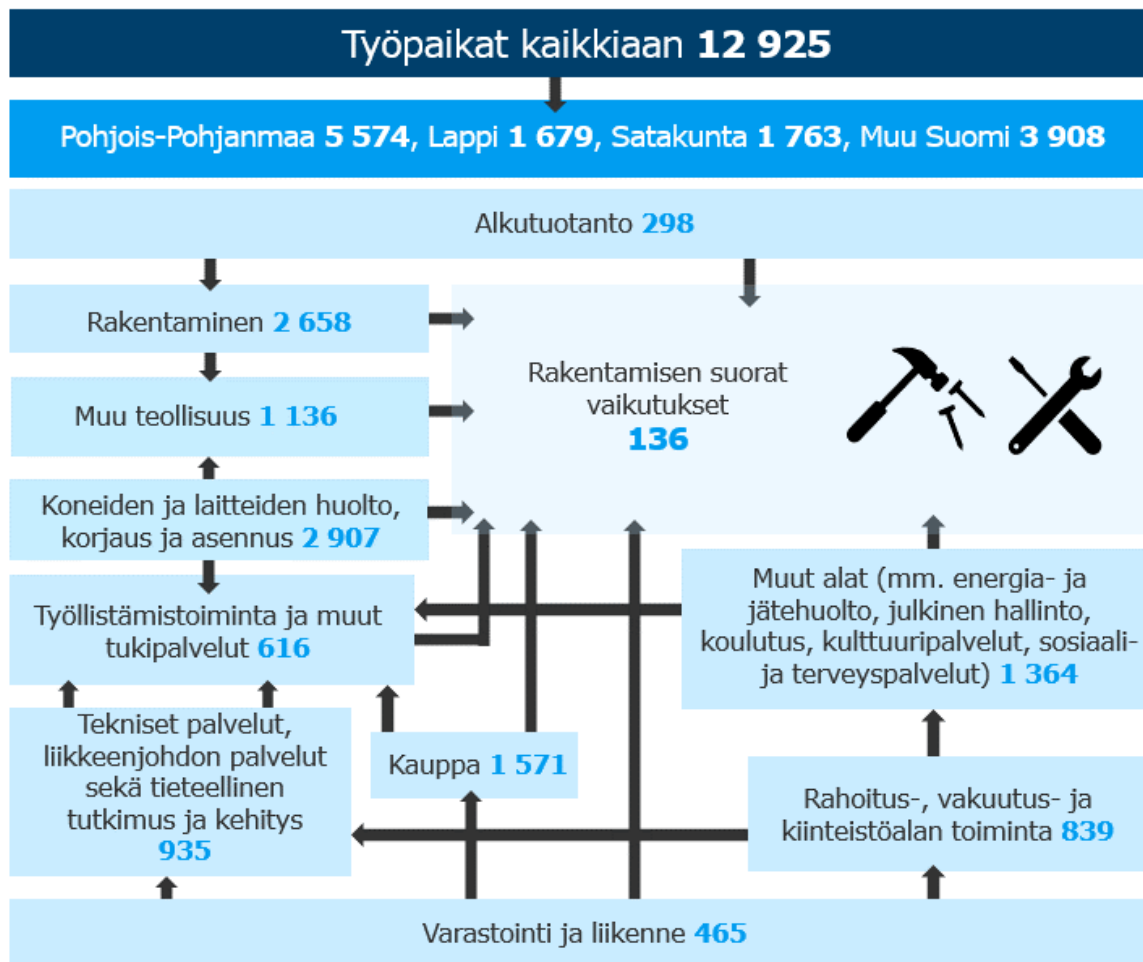 Työpaikat kaikkiaan 12 925
Pohjois-Pohjanmaa 5 574, Lappi 1 679, Satakunta 1 763, Muu Suomi 3 908
Alkutuotanto 298
Rakentaminen 2 658
Muu teollisuus 1 136
Rakentamisen suorat
vaikutukset
136
Koneiden ja laitteiden huolto,
korjaus ja asennus 2 907
Työllistämistoiminta ja muut
tukipalvelut 616
Muut alat (mm. energia- ja
jätehuolto, julkinen hallinto,
koulutus, kulttuuripalvelut, sosiaali-
ja terveyspalvelut) 1 364
Tekniset palvelut,
liikkeenjohdon palvelut
sekä tieteellinen
tutkimus ja kehitys
935
Kauppa 1 571
Rahoitus-, vakuutus- ja
kiinteistöalan toiminta 839
Varastointi ja liikenne 465